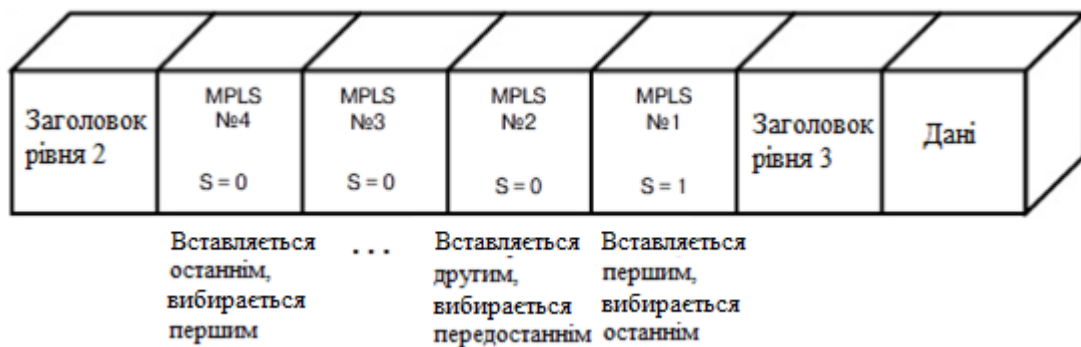 Заголовок
рівня 2
MPLS
№4
S = 0
MPLS
№3
S = 0
MPLS
№2
S = 0
MPLS
№1
S = 1
Заголовок
рівня 3
Дані
Вставляється
останнім,
вибирається
першим
...
Вставляється
другим,
вибирається
передостаннім
Вставляється
першим,
вибирається
останнім